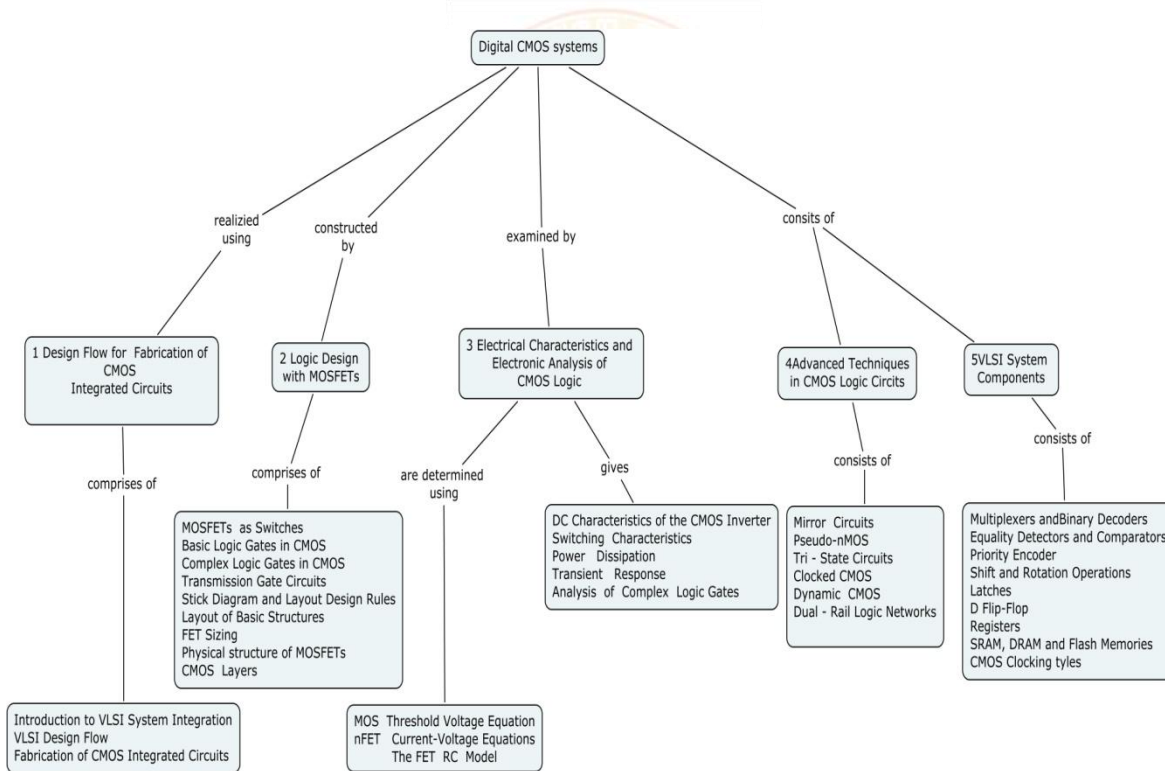 Digital CMOS systems
realizied
using
constructed
by
examined by
consits of
1 Design Flow for Fabrication of
CMOS
Integrated Circuits
2 Logic Design
with MOSFETs
3 Electrical Characteristics and
Electronic Analysis of
CMOS Logic
4Advanced Techniques
in CMOS Logic Circits
5VLSI System
Components
comprises of
comprises of
are determined
using
gives
consists of
consists of
Introduction to VLSI System Integration
VLSI Design Flow
Fabrication of CMOS Integrated Circuits
MOSFETs as Switches
Basic Logic Gates in CMOS
Complex Logic Gates in CMOS
Transmission Gate Circuits
Stick Diagram and Layout Design Rules
Layout of Basic Structures
FET Sizing
Physical structure of MOSFETs
CMOS Layers
MOS Threshold Voltage Equation
nFET Current-Voltage Equations
The FET RC Model
DC Characteristics of the CMOS Inverter
Switching Characteristics
Power Dissipation
Transient Response
Analysis of Complex Logic Gates
Mirror Circuits
Pseudo-nMOS
Tri - State Circuits
Clocked CMOS
Dynamic CMOS
Dual - Rail Logic Networks
Multiplexers andBinary Decoders
Equality Detectors and Comparators
Priority Encoder
Shift and Rotation Operations
Latches
D Flip-Flop
Registers
SRAM, DRAM and Flash Memories
CMOS Clocking tyles